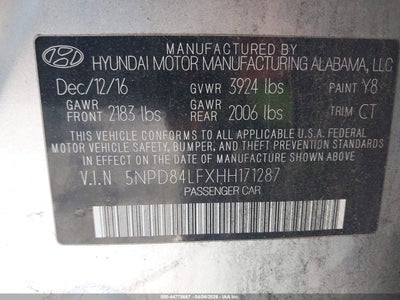 MANUFACTURED BY
HYUNDAI MOTOR MANUFACTURING ALABAMA, LLC
Dec/12/16 GVWR 3924 lbs PAINT Y8
GAWR FRONT 2183 lbs GAWR REAR 2006 lbs TRIM CT
THIS VEHICLE CONFORMS TO ALL APPLICABLE U.S.A. FEDERAL
MOTOR VEHICLE SAFETY, BUMPER, AND THEFT PREVENTION
STANDARDS IN EFFECT ON THE DATE OF MANUFACTURE
SHOWN ABOVE.
V.I.N 5NPD84LFXHH171287
PASSENGER CAR